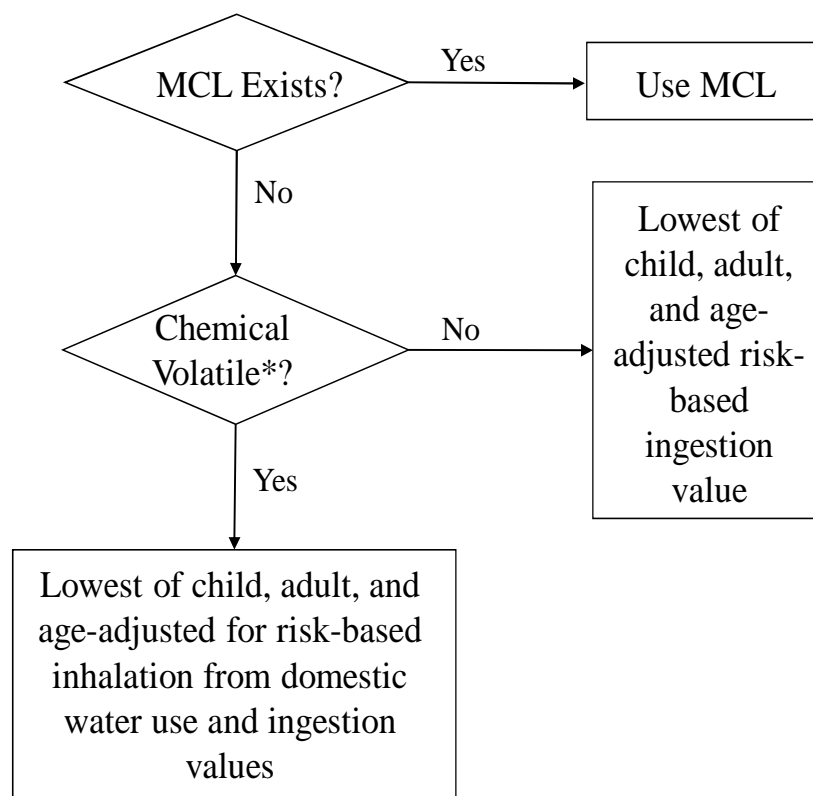 MCL Exists?
Yes
Use MCL
No
Chemical
Volatile*?
No
Lowest of
child, adult,
and age-
adjusted risk-
based
ingestion
value
Yes
Lowest of child, adult, and
age-adjusted for risk-based
inhalation from domestic
water use and ingestion
values